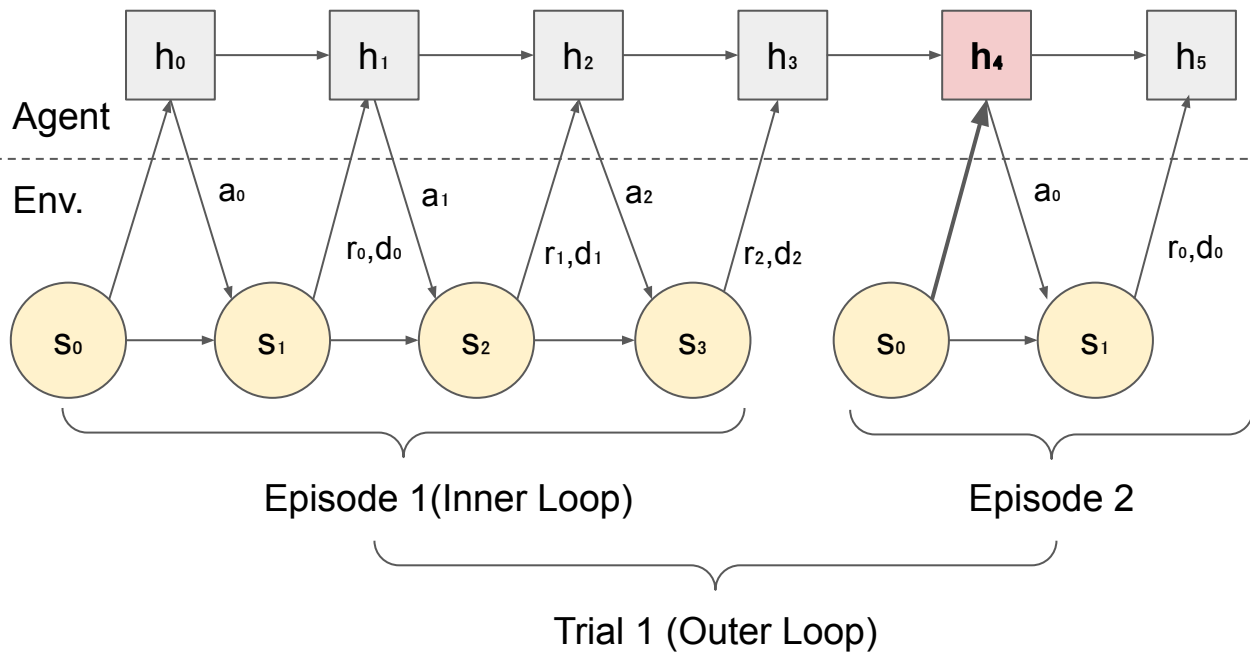 h₀ h₁ h₂ h₃ h₄ h₅
Agent
Env.
a₀ a₁ a₂ a₀
r₀,d₀ r₁,d₁ r₂,d₂ r₀,d₀
s₀ s₁ s₂ s₃ s₀ s₁
Episode 1(Inner Loop) Episode 2
Trial 1 (Outer Loop)